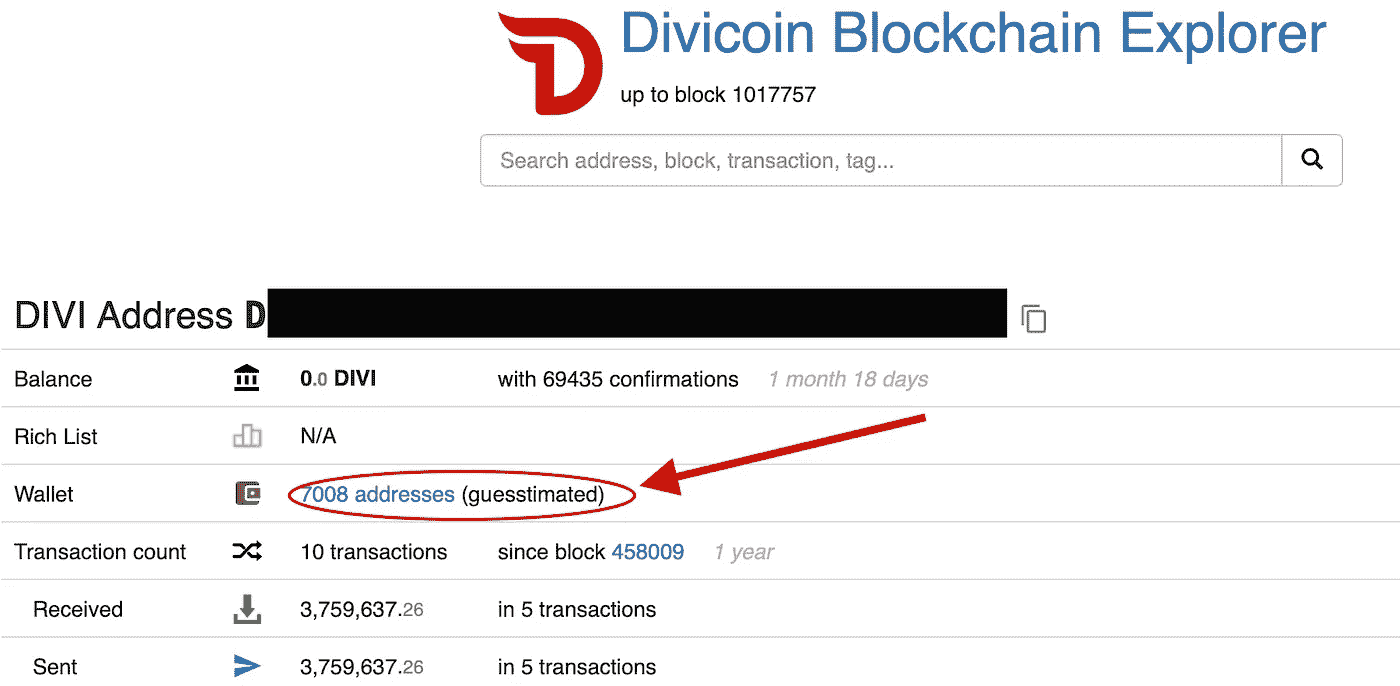 Divicoin Blockchain Explorer
up to block 1017757
Search address, block, transaction, tag...
DIVI Address D
Balance 0.0 DIVI with 69435 confirmations 1 month 18 days
Rich List N/A
Wallet 7008 addresses (guesstimated)
Transaction count 10 transactions since block 458009 1 year
Received 3,759,637.26 in 5 transactions
Sent 3,759,637.26 in 5 transactions